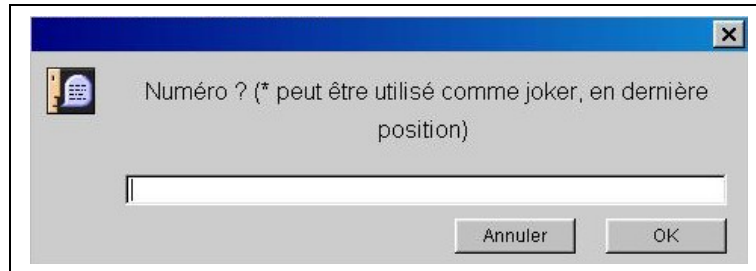 Numéro ? (* peut être utilisé comme joker, en dernière
position)
Annuler OK